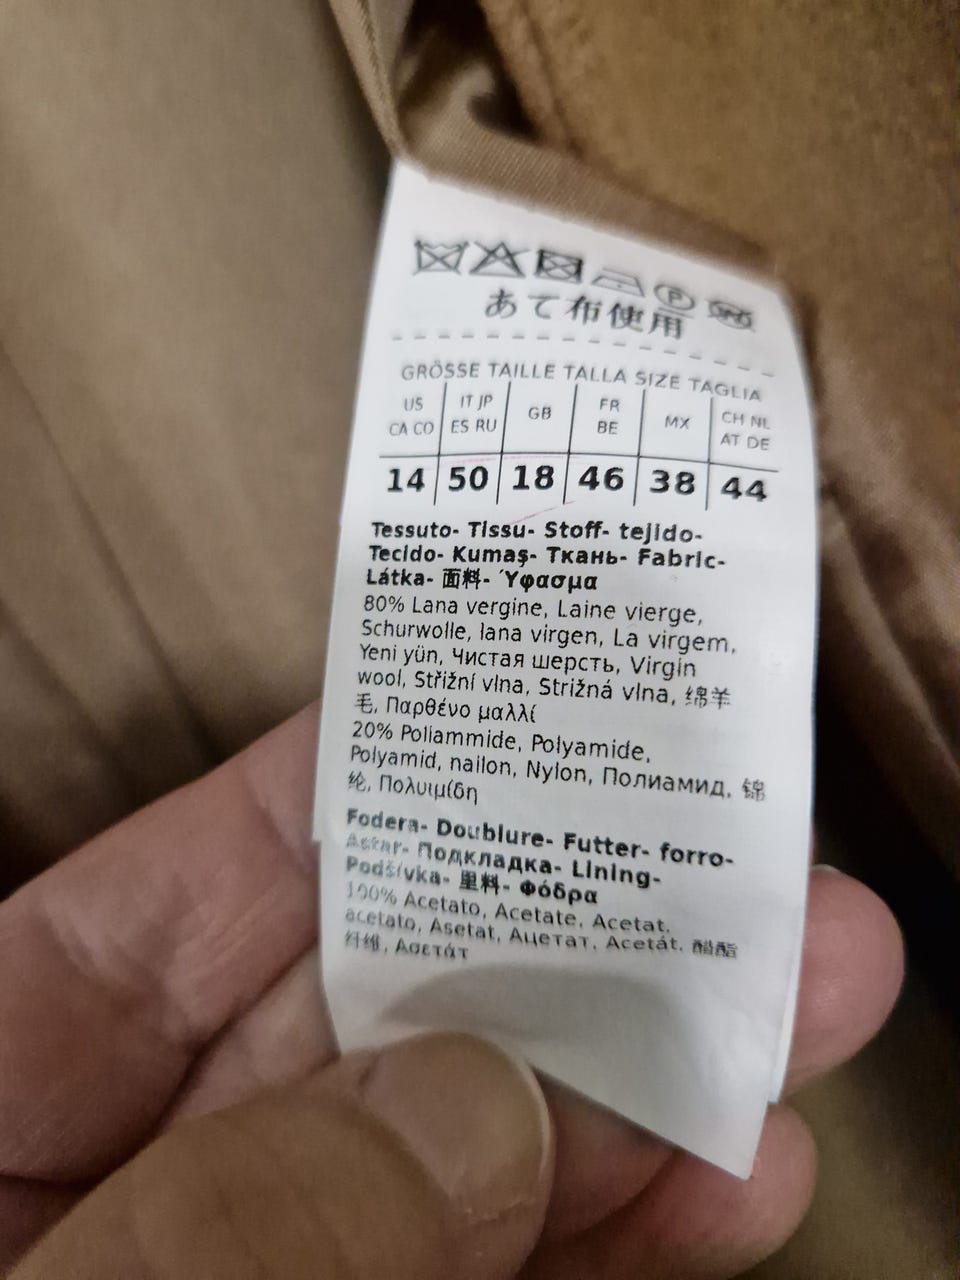 P
あて布使用
GRÖSSE TAILLE TALLA SIZE TAGLIA
US CA CO IT JP ES RU GB FR BE MX CH NL AT DE
14 50 18 46 38 44
Tessuto- Tissu- Stoff- tejido-
Tecido- Kumaş- Ткань- Fabric-
Látka- 面料- Ύφασμα
80% Lana vergine, Laine vierge,
Schurwolle, lana virgen, La virgem,
Yeni yün, Чистая шерсть, Virgin
wool, Střižní vlna, Strižná vlna, 绵羊
毛, Παρθένο μαλλί
20% Poliammide, Polyamide,
Polyamid, nailon, Nylon, Полиамид, 锦
纶, Πολυιμίδη
Fodera- Doublure- Futter- forro-
Astar- Подкладка- Lining-
Podšívka- 里料- Φόδρα
100% Acetato, Acetate, Acetat,
acetato, Asetat, Ацетат, Acetát, 醋酯
纤维, Ασετάτ